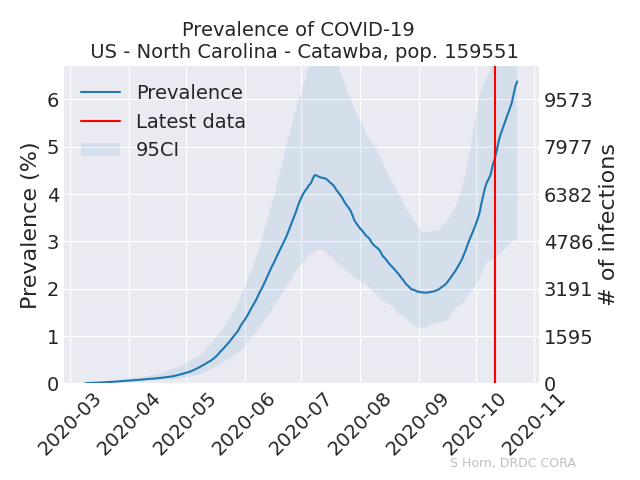 Prevalence of COVID-19
US - North Carolina - Catawba, pop. 159551
Prevalence
Latest data
95CI
Prevalence (%)
6
5
4
3
2
1
0
9573
7977
6382
4786
3191
1595
0
# of infections
2020-03
2020-04
2020-05
2020-06
2020-07
2020-08
2020-09
2020-10
2020-11
S Horn, DRDC CORA